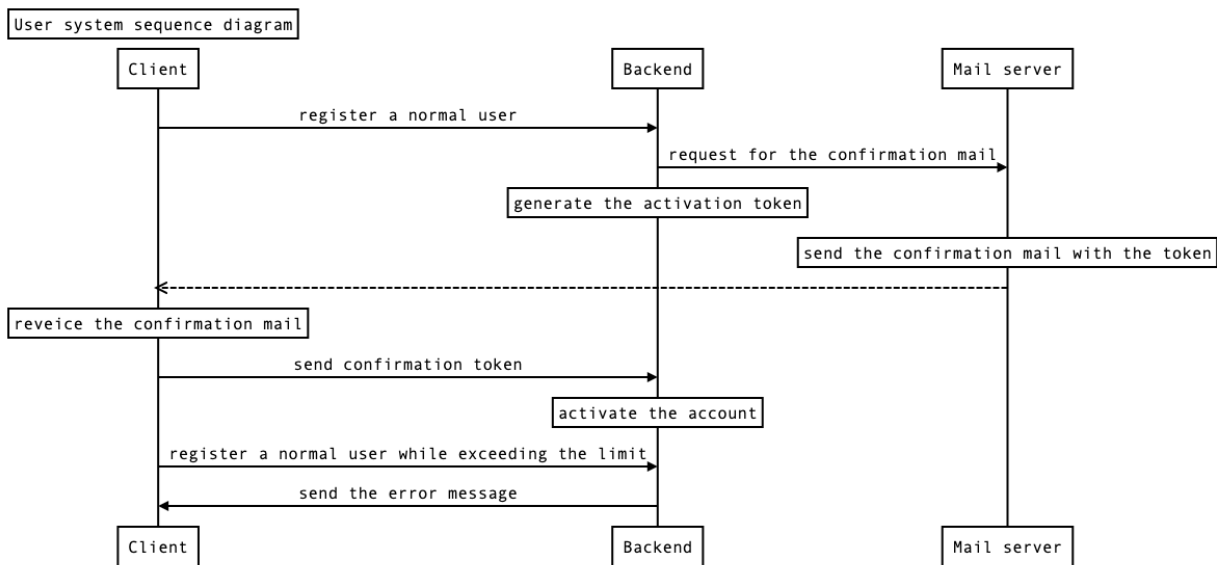 User system sequence diagram
Client
Backend
Mail server
register a normal user
request for the confirmation mail
generate the activation token
send the confirmation mail with the token
reveice the confirmation mail
send confirmation token
activate the account
register a normal user while exceeding the limit
send the error message
Client
Backend
Mail server